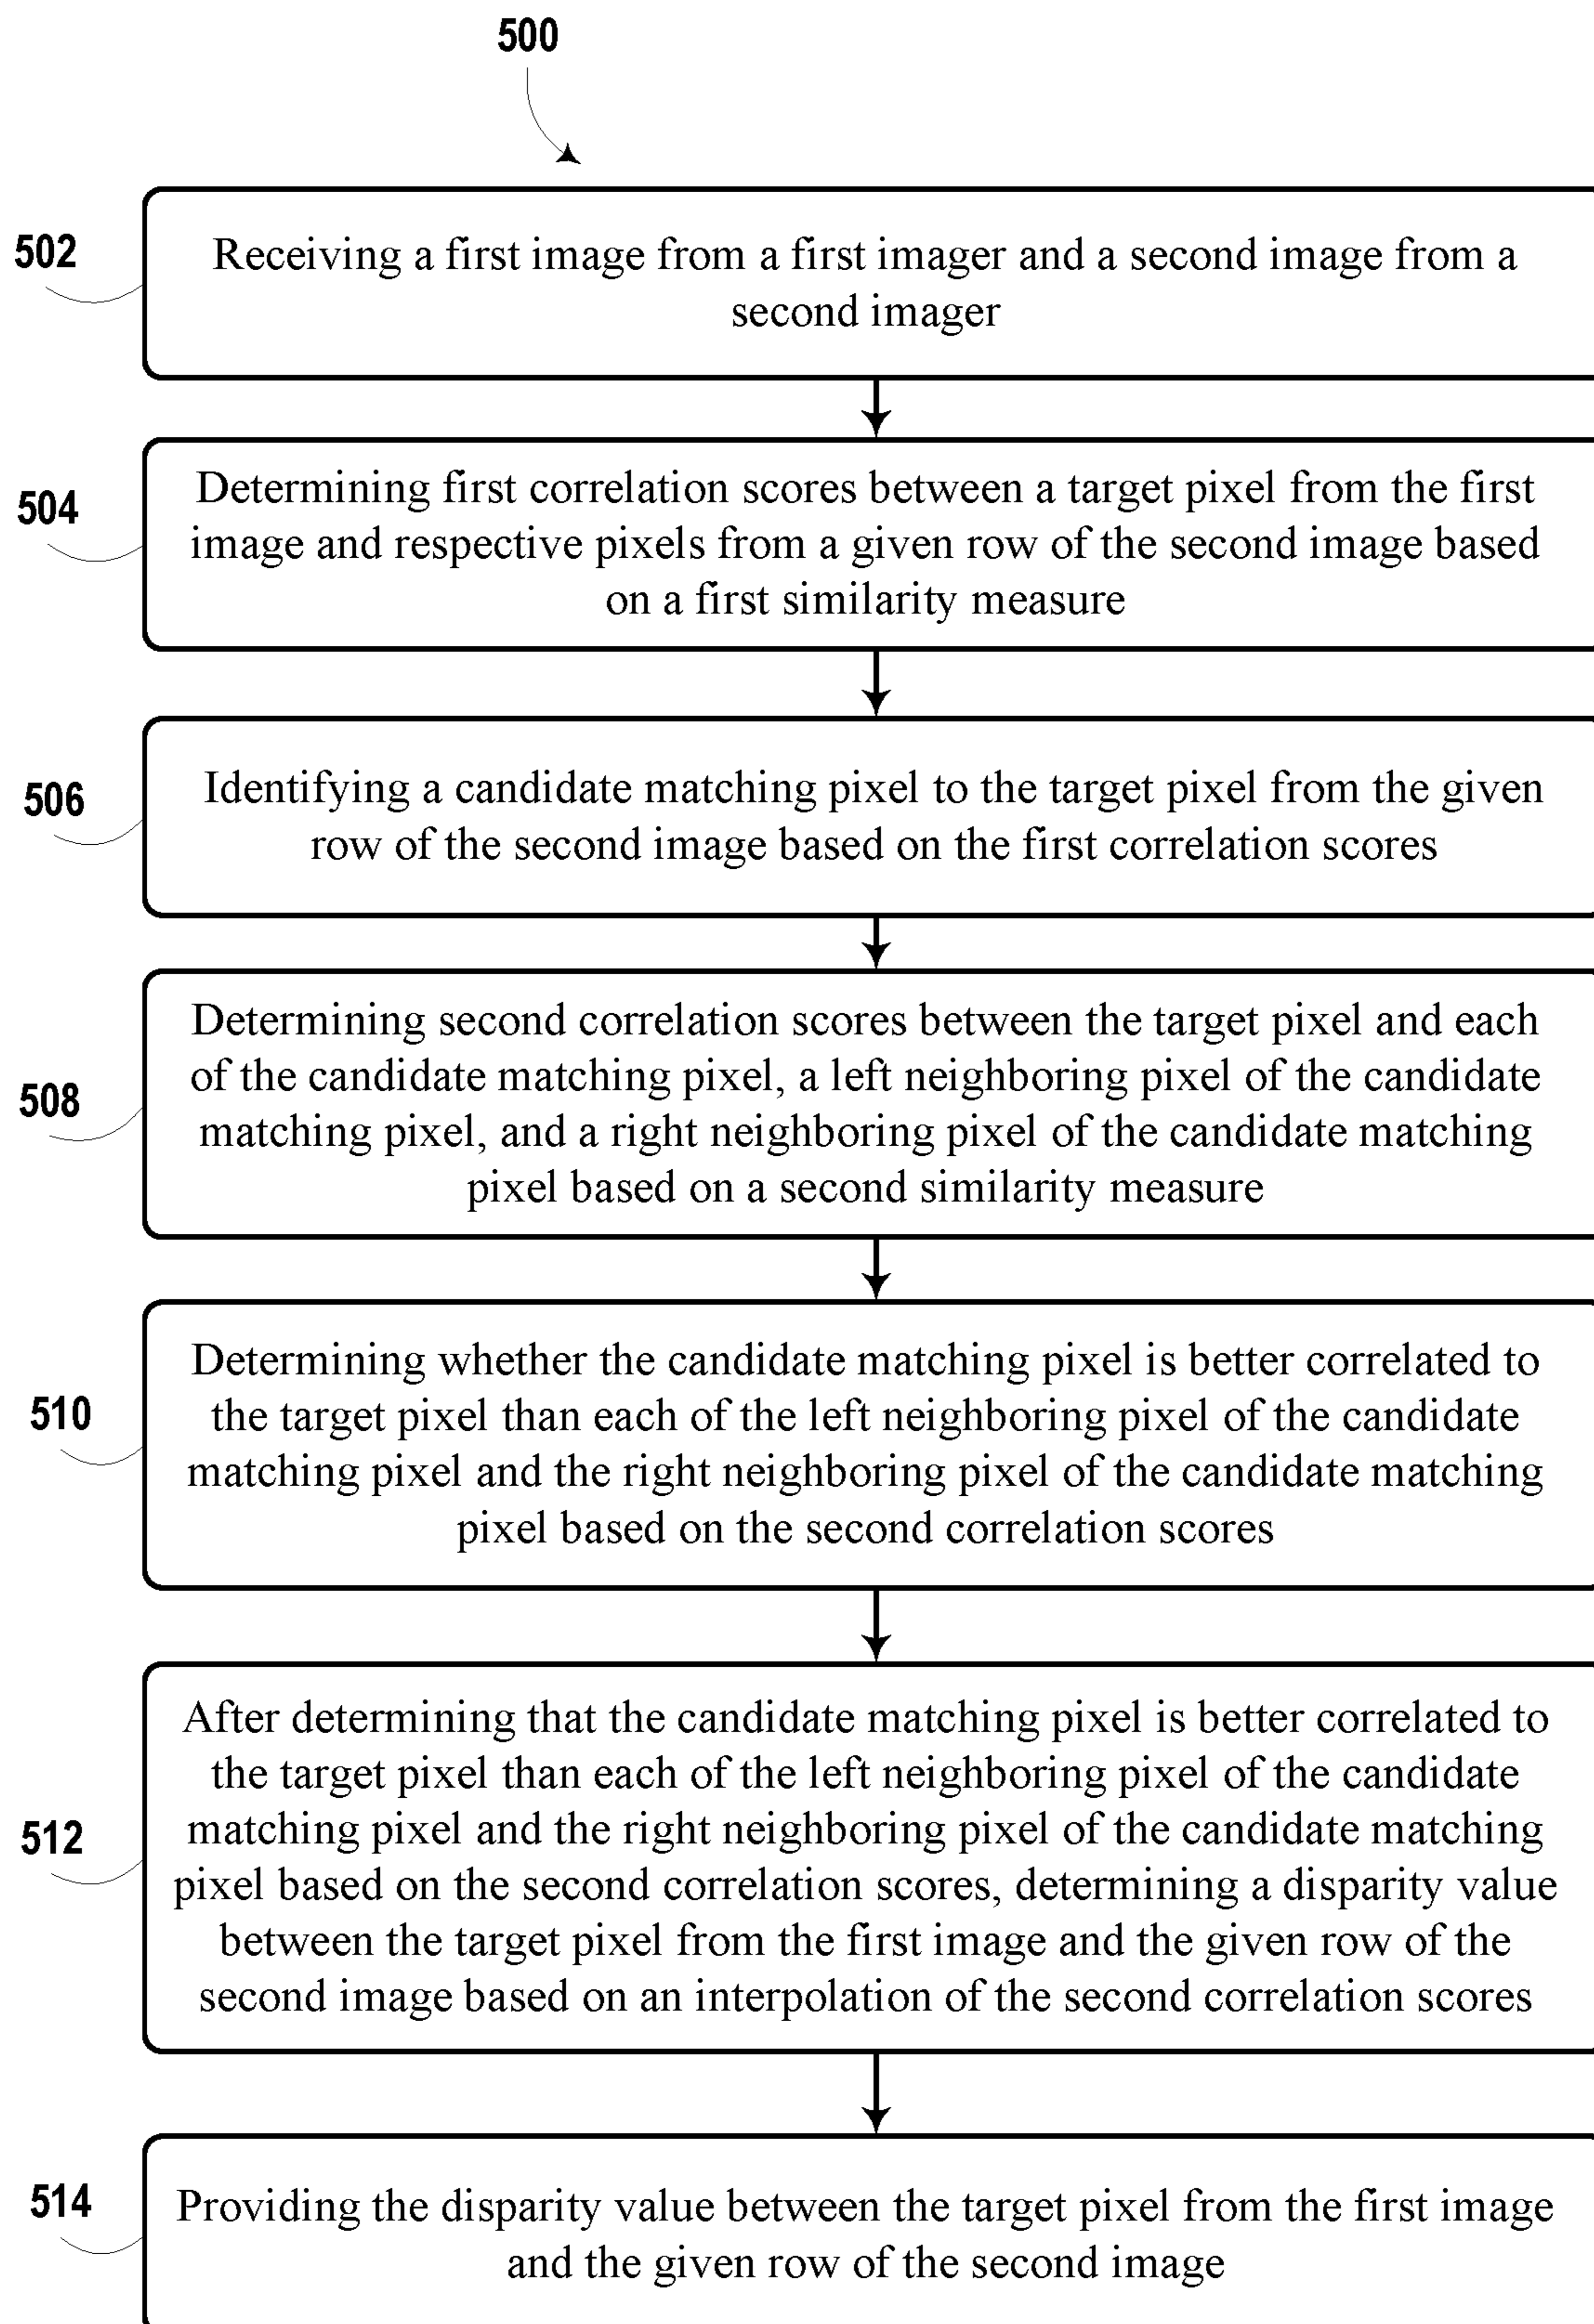 500
502
Receiving a first image from a first imager and a second image from a
second imager
504
Determining first correlation scores between a target pixel from the first
image and respective pixels from a given row of the second image based
on a first similarity measure
506
Identifying a candidate matching pixel to the target pixel from the given
row of the second image based on the first correlation scores
508
Determining second correlation scores between the target pixel and each
of the candidate matching pixel, a left neighboring pixel of the candidate
matching pixel, and a right neighboring pixel of the candidate matching
pixel based on a second similarity measure
510
Determining whether the candidate matching pixel is better correlated to
the target pixel than each of the left neighboring pixel of the candidate
matching pixel and the right neighboring pixel of the candidate matching
pixel based on the second correlation scores
512
After determining that the candidate matching pixel is better correlated to
the target pixel than each of the left neighboring pixel of the candidate
matching pixel and the right neighboring pixel of the candidate matching
pixel based on the second correlation scores, determining a disparity value
between the target pixel from the first image and the given row of the
second image based on an interpolation of the second correlation scores
514
Providing the disparity value between the target pixel from the first image
and the given row of the second image